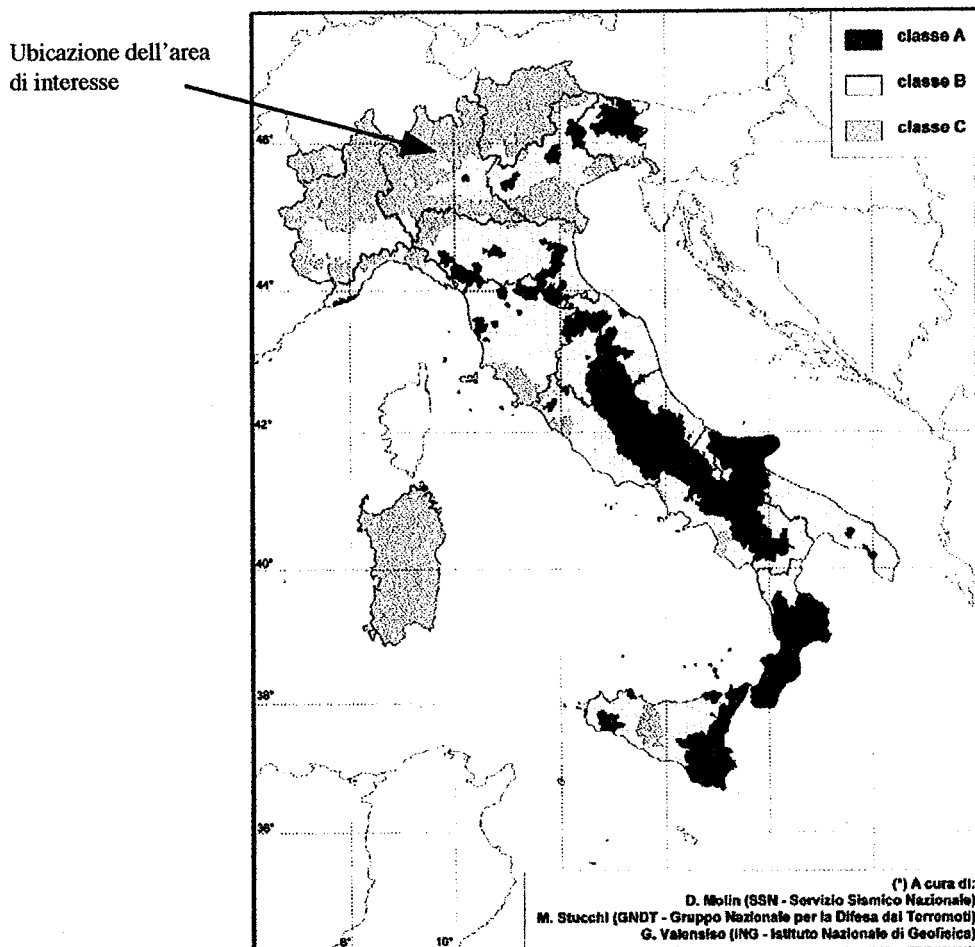 Ubicazione dell'area
di interesse
classe A
classe B
classe C
46°
44°
42°
40°
38°
36°
8°
10°
(*) A cura di:
D. Molin (SSN - Servizio Sismico Nazionale)
M. Stucchi (GNDT - Gruppo Nazionale per la Difesa dai Terremoti)
G. Valensise (ING - Istituto Nazionale di Geofisica)